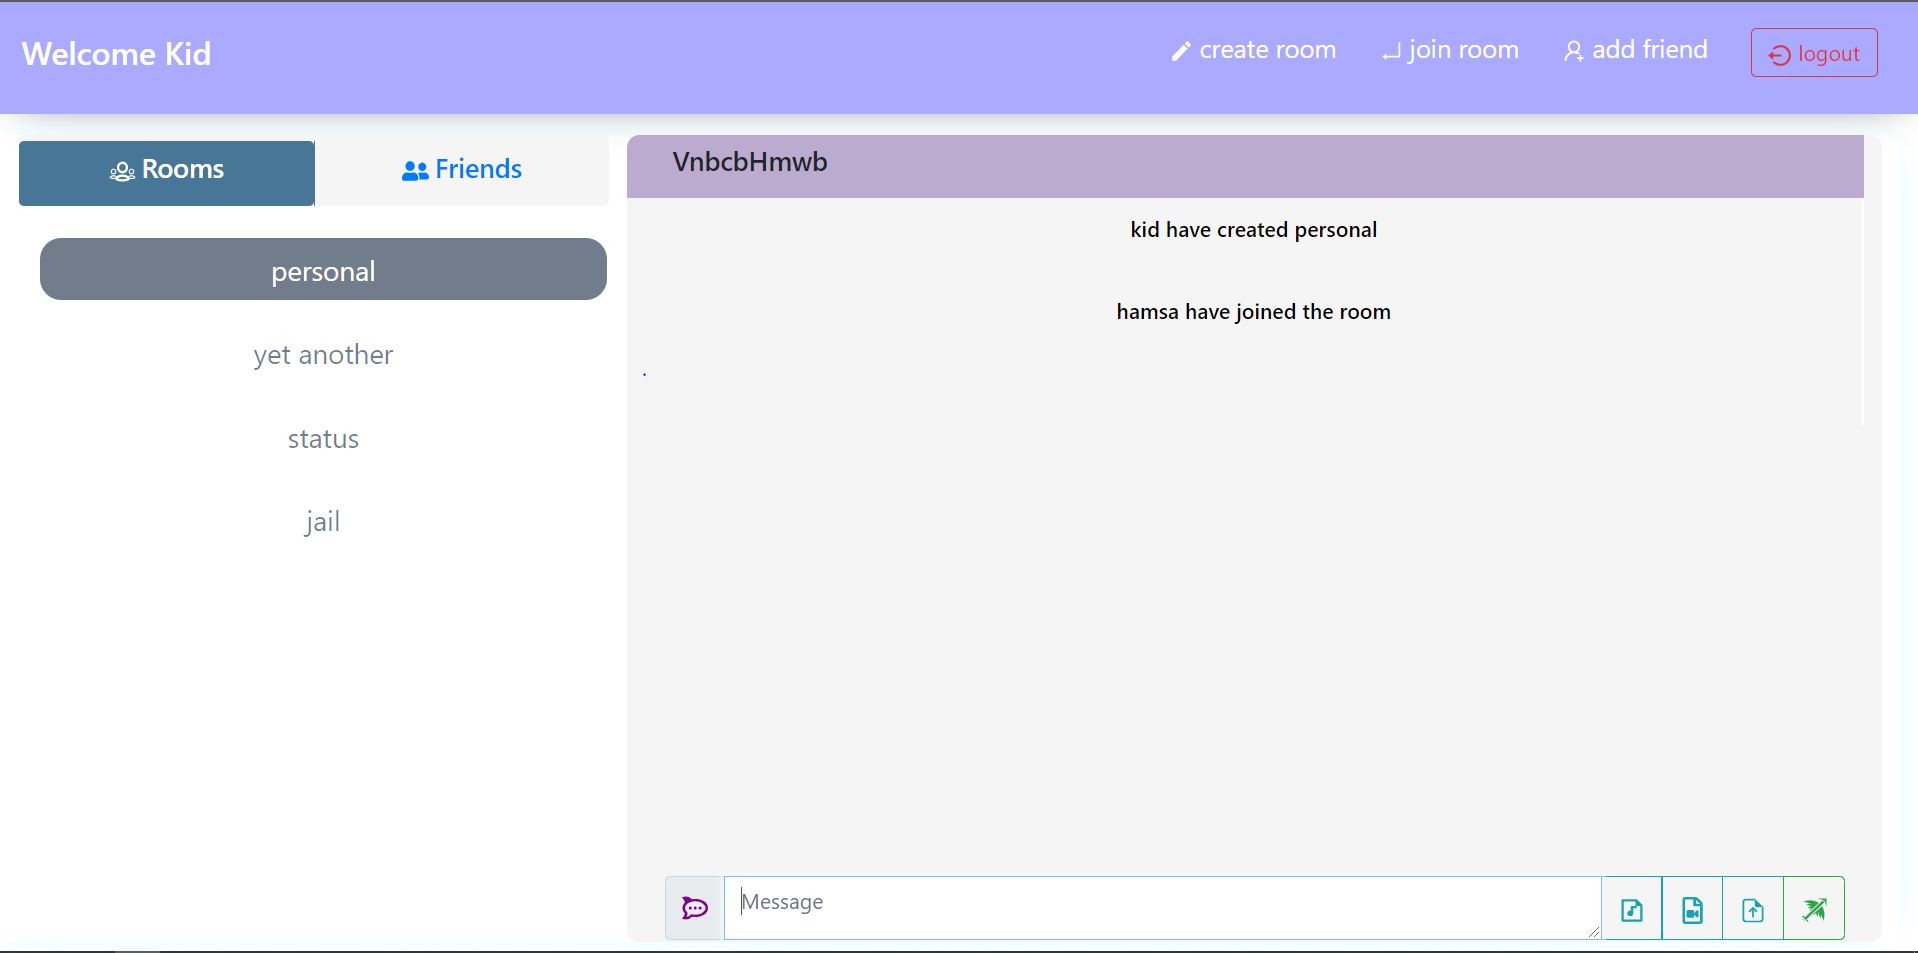 Welcome Kid
create room
join room
add friend
logout
Rooms
Friends
personal
yet another
status
jail
VnbcbHmwb
kid have created personal
hamsa have joined the room
.
Message